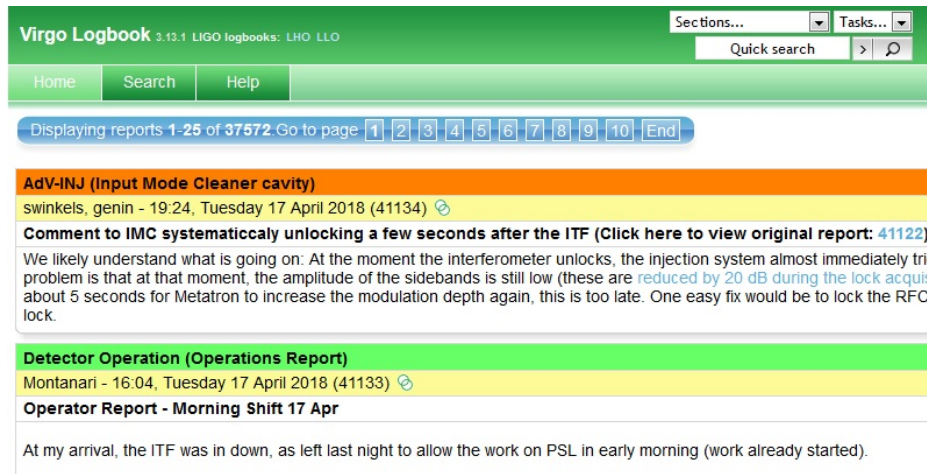 Virgo Logbook 3.13.1 LIGO logbooks: LHO LLO
Sections... Tasks...
Quick search >
Home Search Help
Displaying reports 1-25 of 37572.Go to page 1 2 3 4 5 6 7 8 9 10 End
AdV-INJ (Input Mode Cleaner cavity)
swinkels, genin - 19:24, Tuesday 17 April 2018 (41134)
Comment to IMC systematiccaly unlocking a few seconds after the ITF (Click here to view original report: 41122)
We likely understand what is going on: At the moment the interferometer unlocks, the injection system almost immediately tri
problem is that at that moment, the amplitude of the sidebands is still low (these are reduced by 20 dB during the lock acquis
about 5 seconds for Metatron to increase the modulation depth again, this is too late. One easy fix would be to lock the RFC
lock.
Detector Operation (Operations Report)
Montanari - 16:04, Tuesday 17 April 2018 (41133)
Operator Report - Morning Shift 17 Apr
At my arrival, the ITF was in down, as left last night to allow the work on PSL in early morning (work already started).